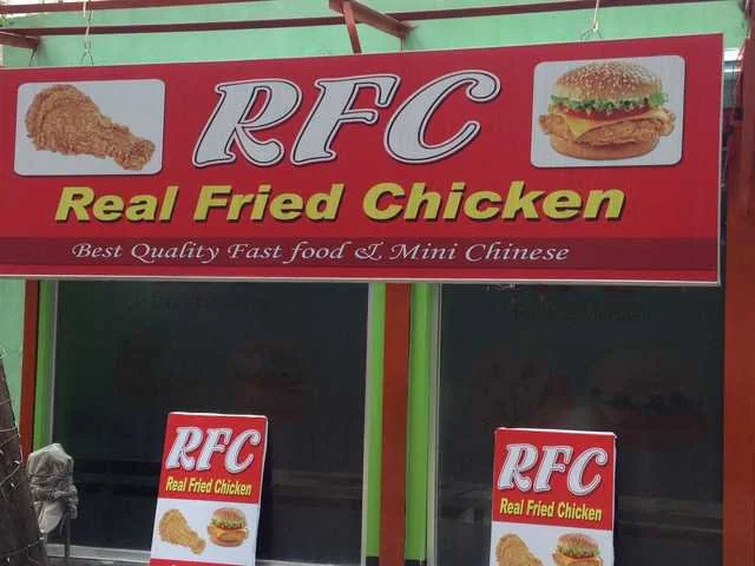 RFC
Real Fried Chicken
Best Quality Fast food & Mini Chinese
RFC
Real Fried Chicken
RFC
Real Fried Chicken